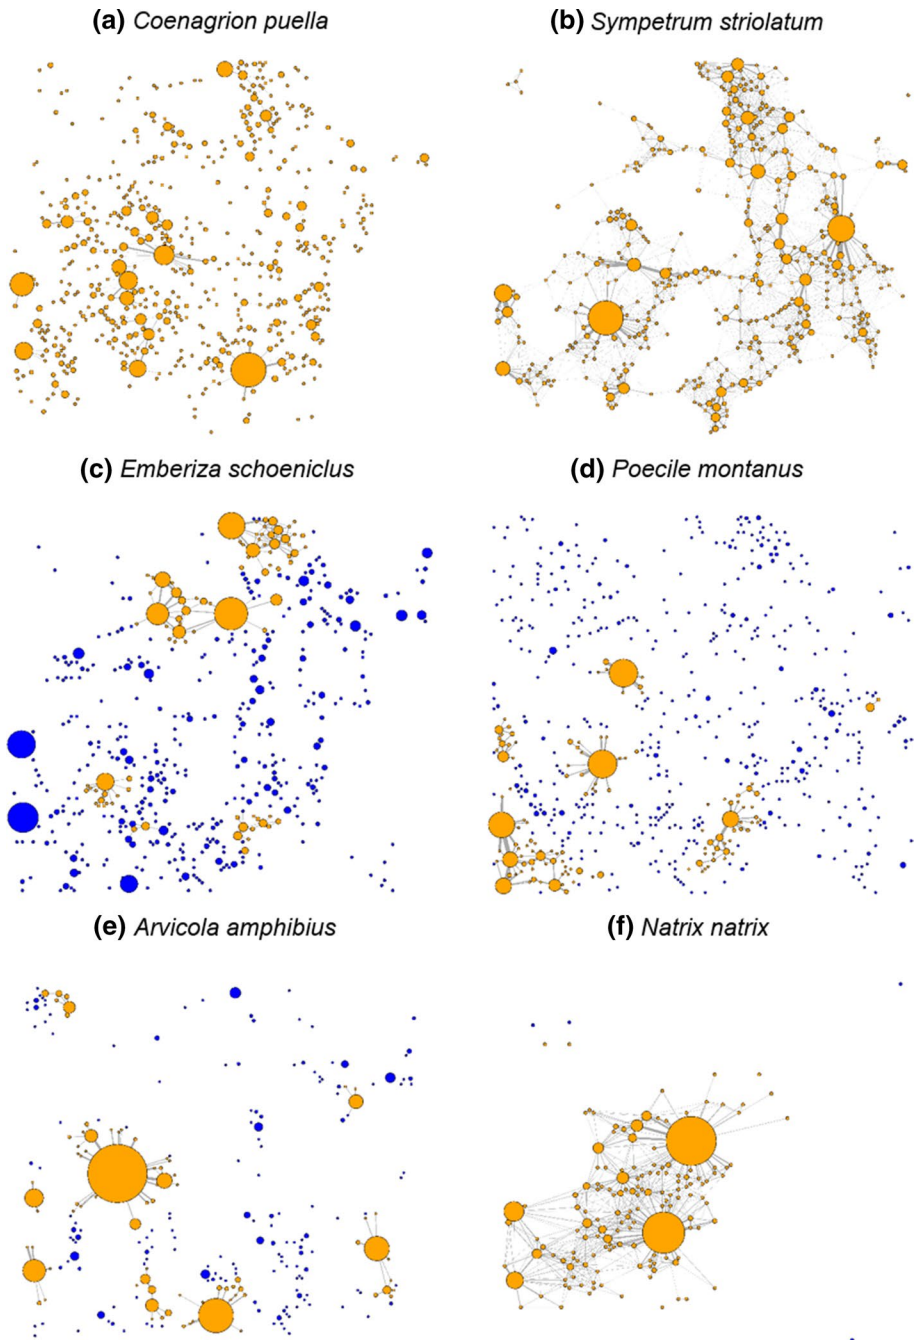 (a) Coenagrion puella
(b) Sympetrum striolatum
(c) Emberiza schoeniclus
(d) Poecile montanus
(e) Arvicola amphibius
(f) Natrix natrix